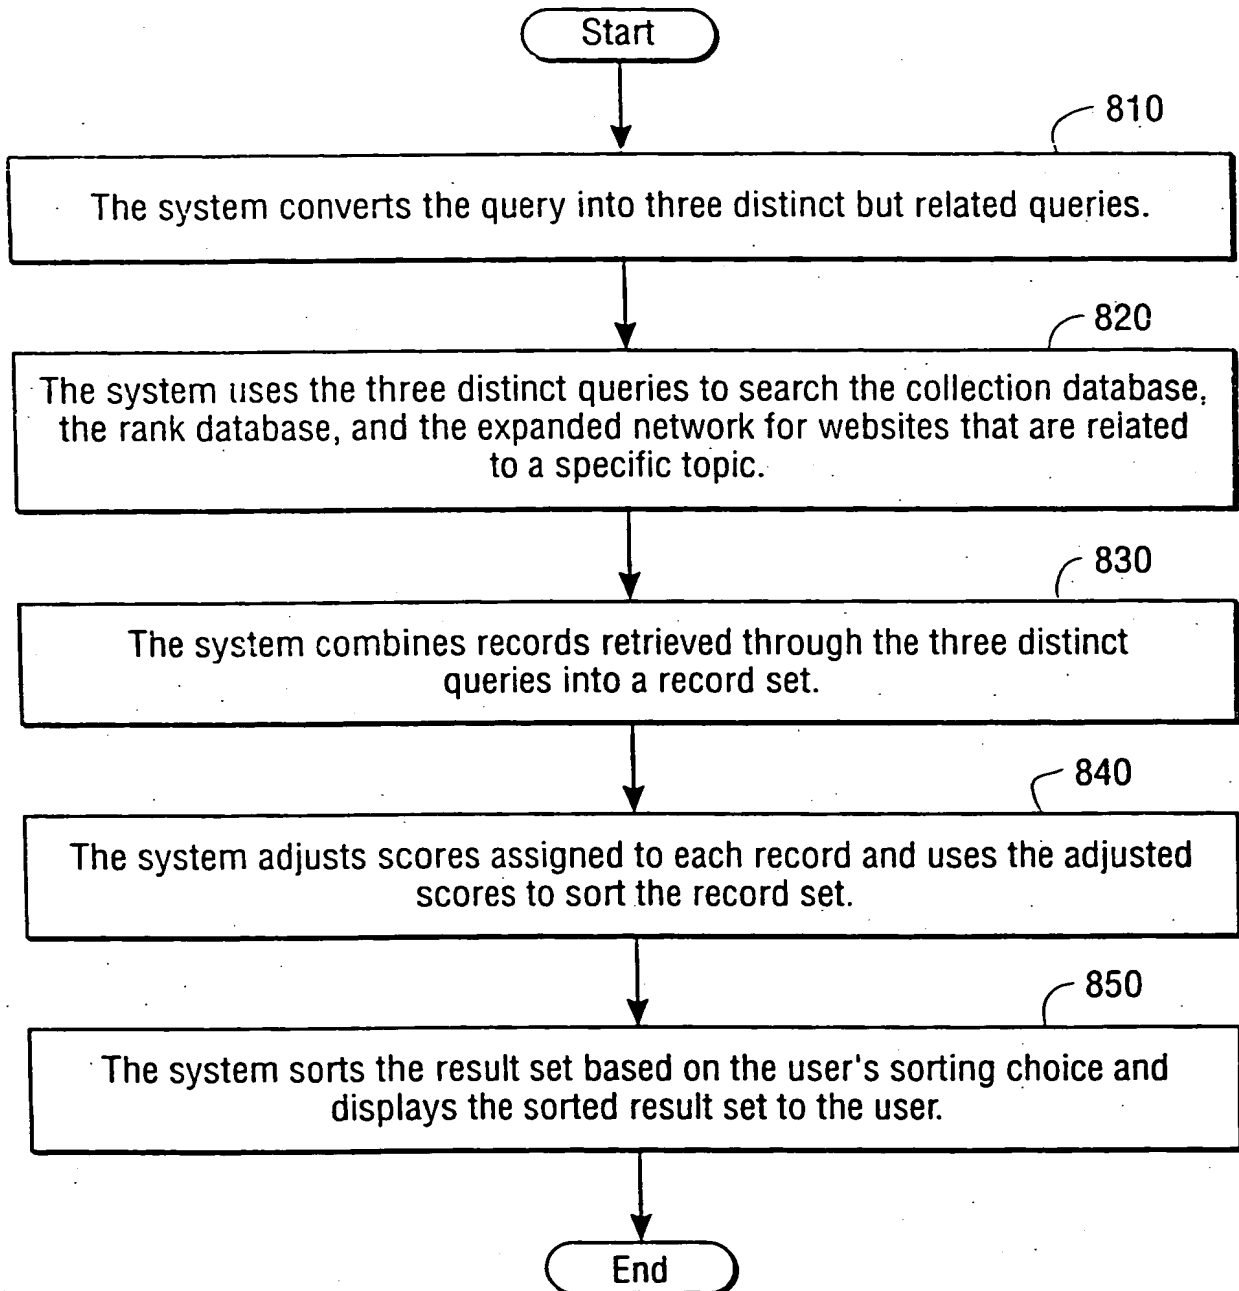 Start
810
The system converts the query into three distinct but related queries.
820
The system uses the three distinct queries to search the collection database,
the rank database, and the expanded network for websites that are related
to a specific topic.
830
The system combines records retrieved through the three distinct
queries into a record set.
840
The system adjusts scores assigned to each record and uses the adjusted
scores to sort the record set.
850
The system sorts the result set based on the user's sorting choice and
displays the sorted result set to the user.
End